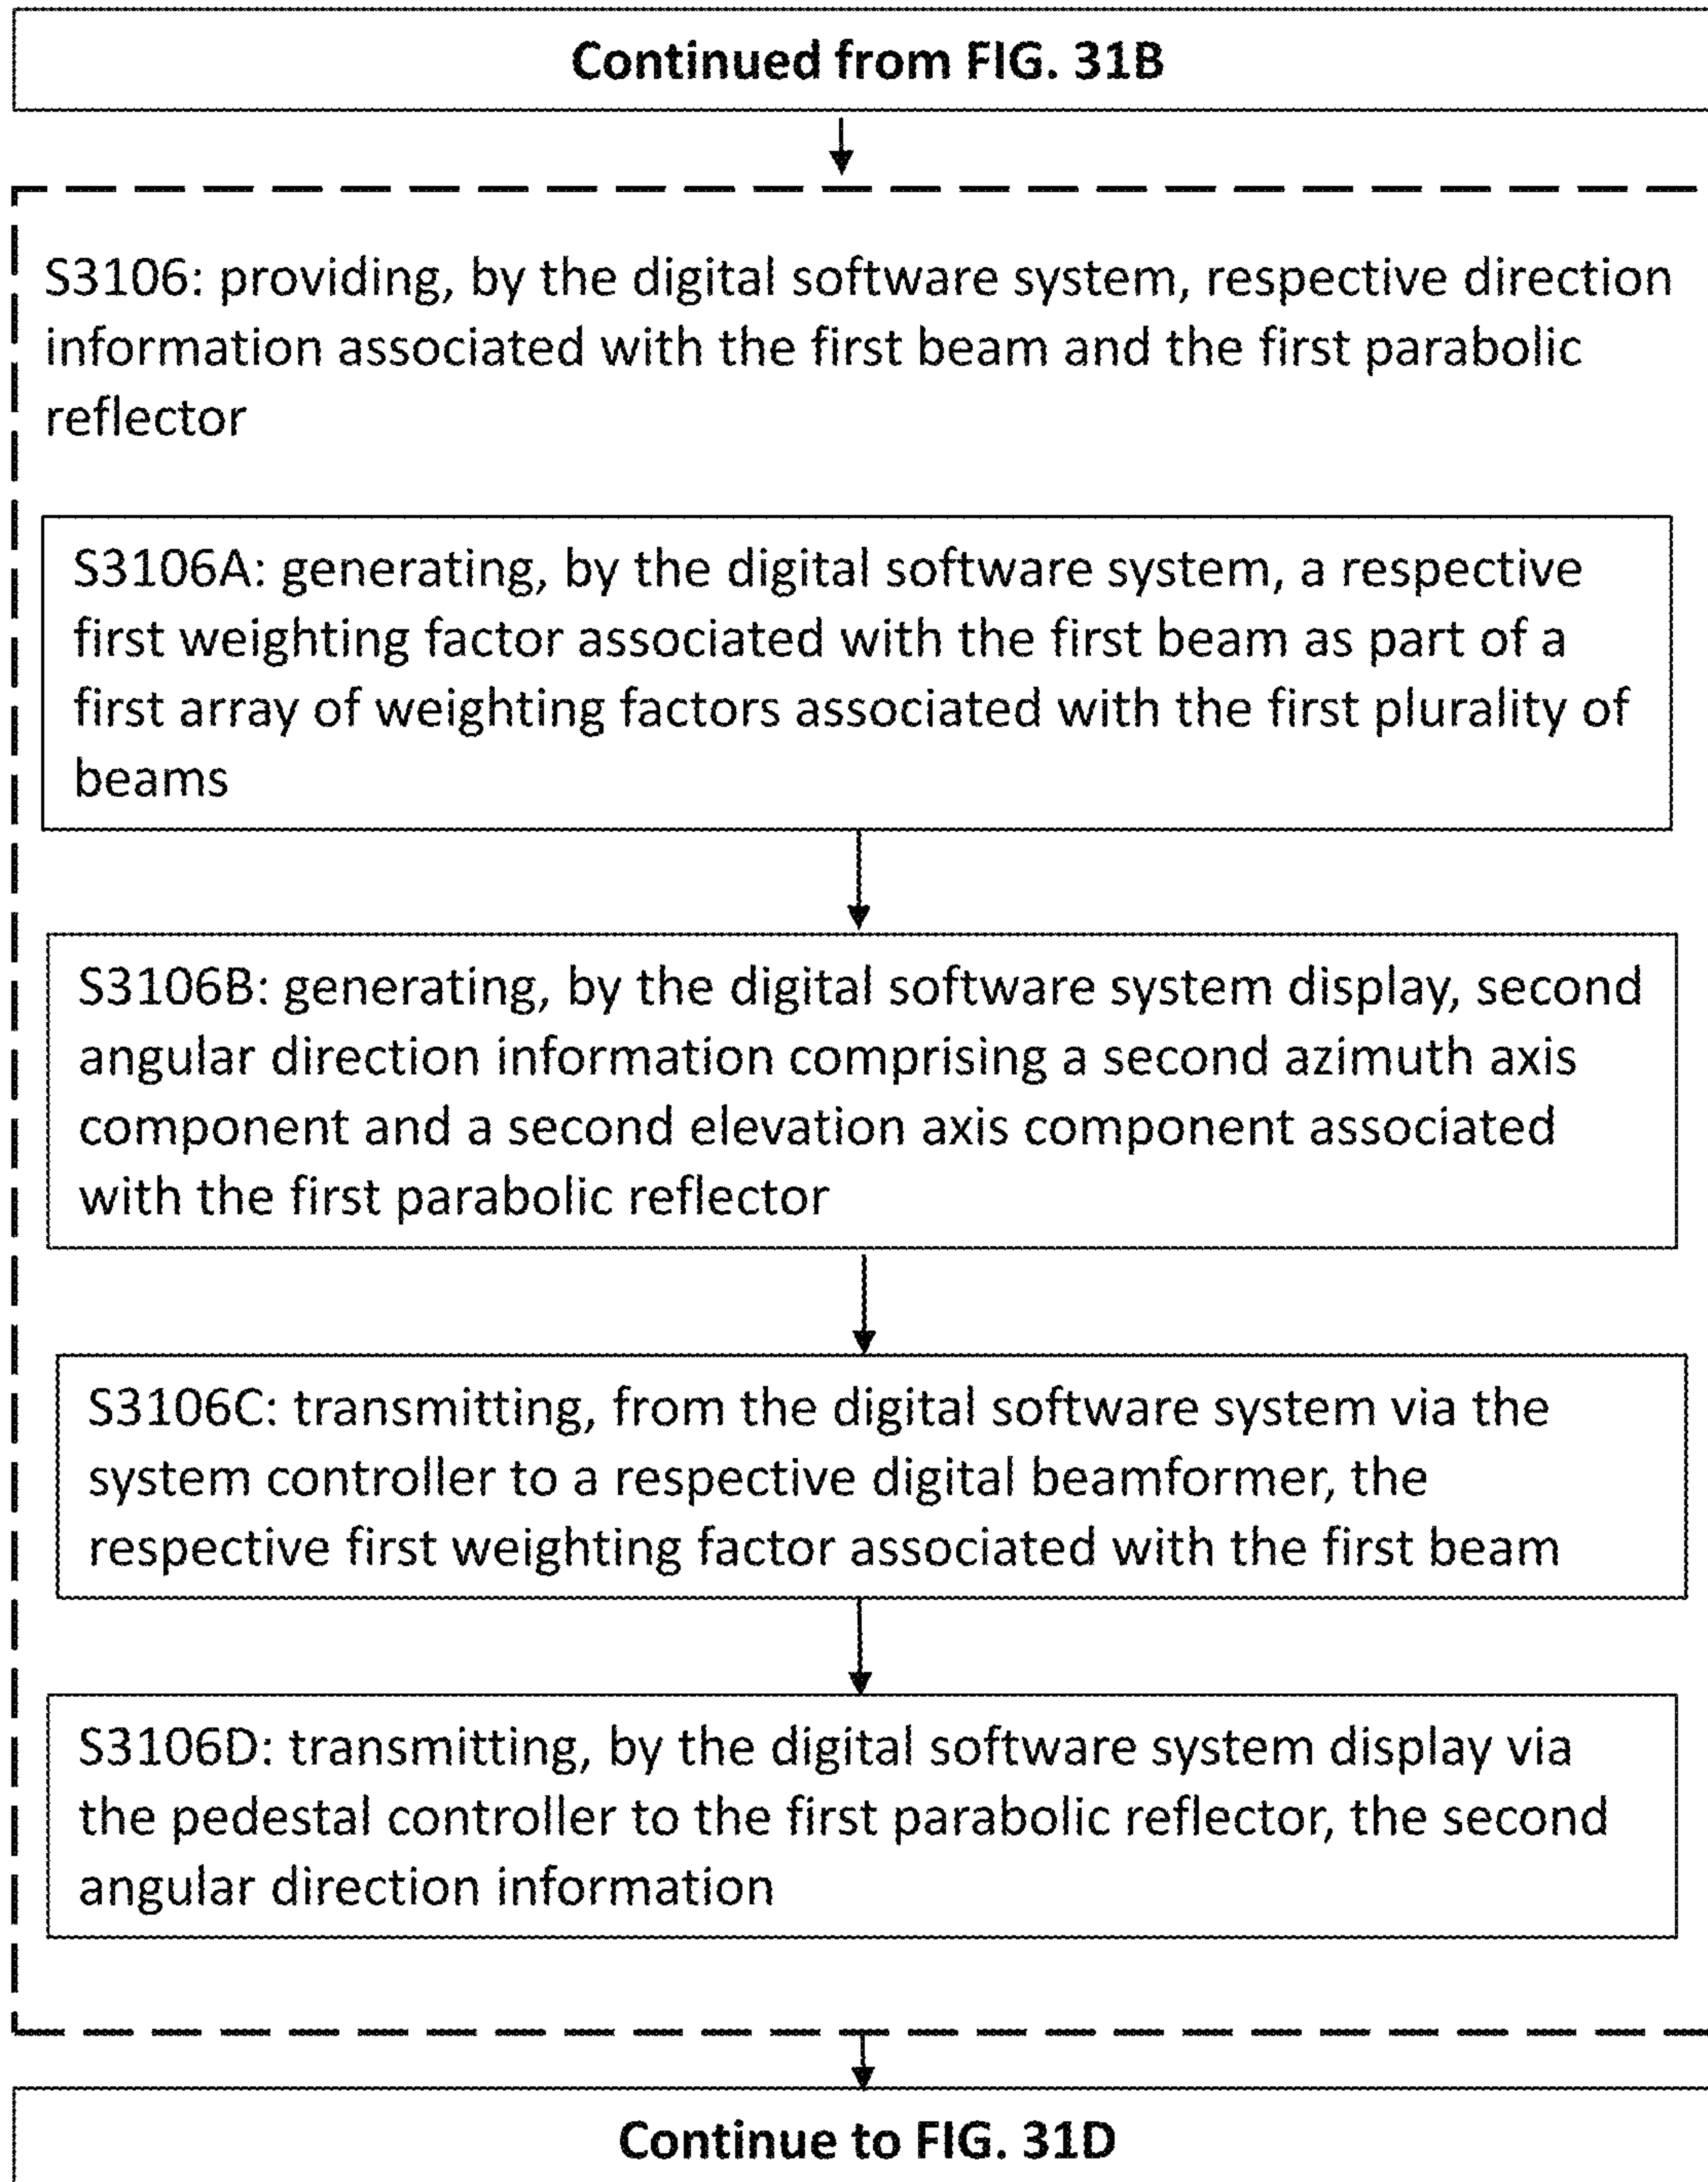 Continued from FIG. 31B
S3106: providing, by the digital software system, respective direction
information associated with the first beam and the first parabolic
reflector
S3106A: generating, by the digital software system, a respective
first weighting factor associated with the first beam as part of a
first array of weighting factors associated with the first plurality of
beams
S3106B: generating, by the digital software system display, second
angular direction information comprising a second azimuth axis
component and a second elevation axis component associated
with the first parabolic reflector
S3106C: transmitting, from the digital software system via the
system controller to a respective digital beamformer, the
respective first weighting factor associated with the first beam
S3106D: transmitting, by the digital software system display via
the pedestal controller to the first parabolic reflector, the second
angular direction information
Continue to FIG. 31D